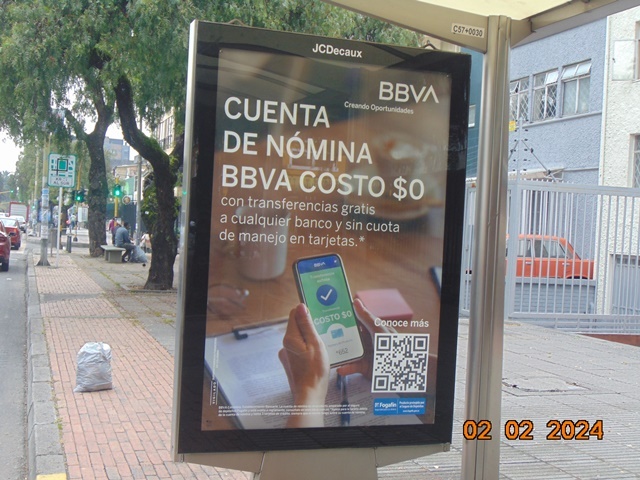 C57+0030
JCDecaux
BBVA
Creando Oportunidades
CUENTA
DE NÓMINA
BBVA COSTO $0
con transferencias gratis
a cualquier banco y sin cuota
de manejo en tarjetas.*
BBVA
COSTO $0
Conoce más
Fogafín
02 02 2024